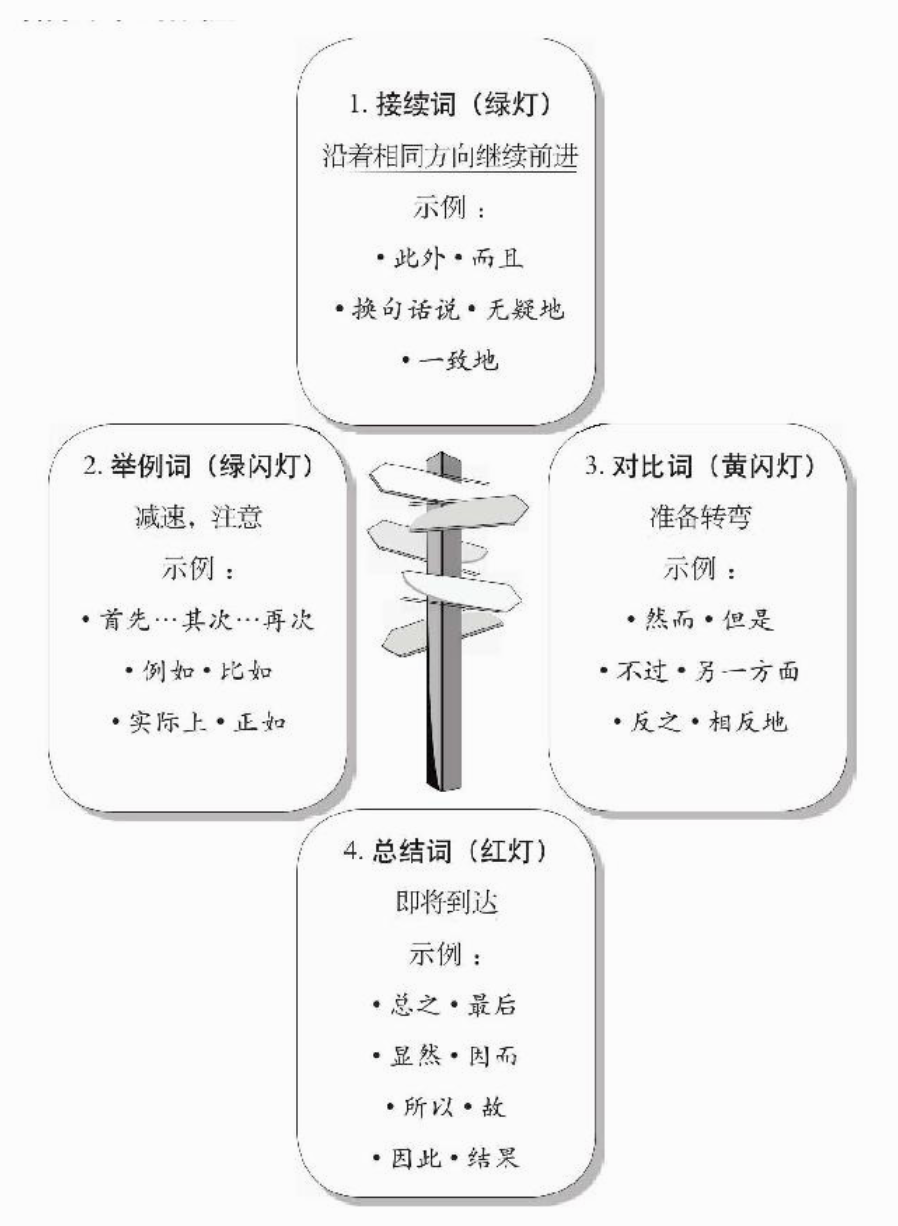 1. 接续词（绿灯）
沿着相同方向继续前进
示例：
•此外•而且
•换句话说•无疑地
•一致地
2. 举例词（绿闪灯）
减速，注意
示例：
•首先…其次…再次
•例如•比如
•实际上•正如
3. 对比词（黄闪灯）
准备转弯
示例：
•然而•但是
•不过•另一方面
•反之•相反地
4. 总结词（红灯）
即将到达
示例：
•总之•最后
•显然•因而
•所以•故
•因此•结果